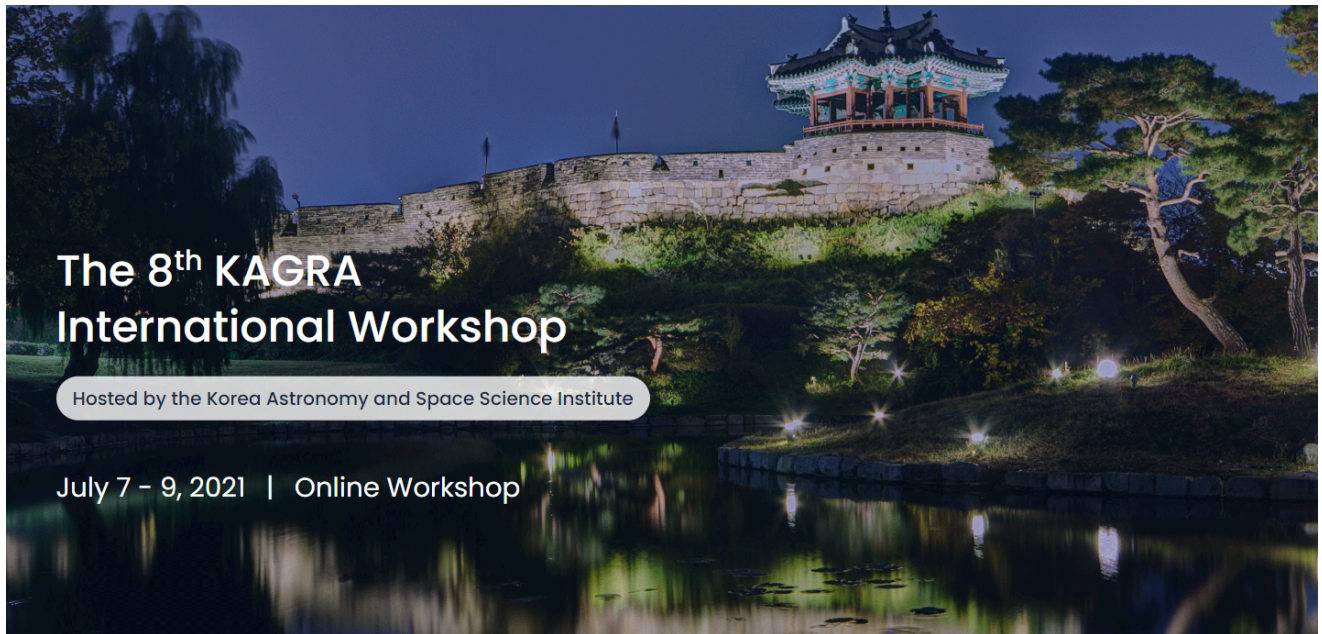 The 8th KAGRA
International Workshop
Hosted by the Korea Astronomy and Space Science Institute
July 7 - 9, 2021 | Online Workshop